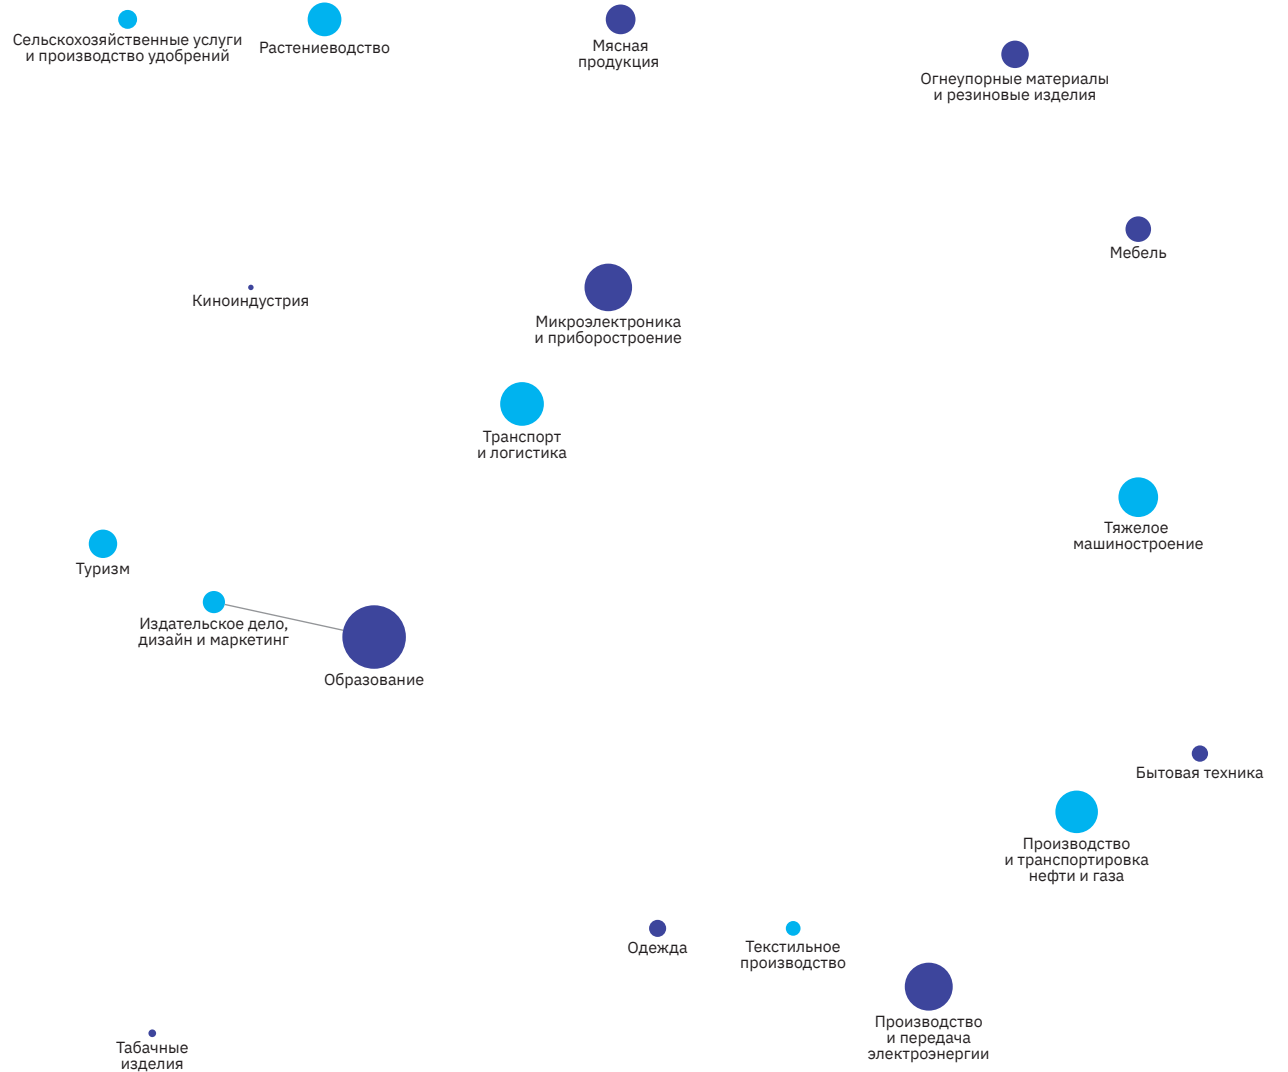 Сельскохозяйственные услуги
и производство удобрений
Растениеводство
Мясная
продукция
Огнеупорные материалы
и резиновые изделия
Мебель
Киноиндустрия
Микроэлектроника
и приборостроение
Транспорт
и логистика
Тяжелое
машиностроение
Туризм
Издательское дело,
дизайн и маркетинг
Образование
Бытовая техника
Производство
и транспортировка
нефти и газа
Одежда
Текстильное
производство
Производство
и передача
электроэнергии
Табачные
изделия